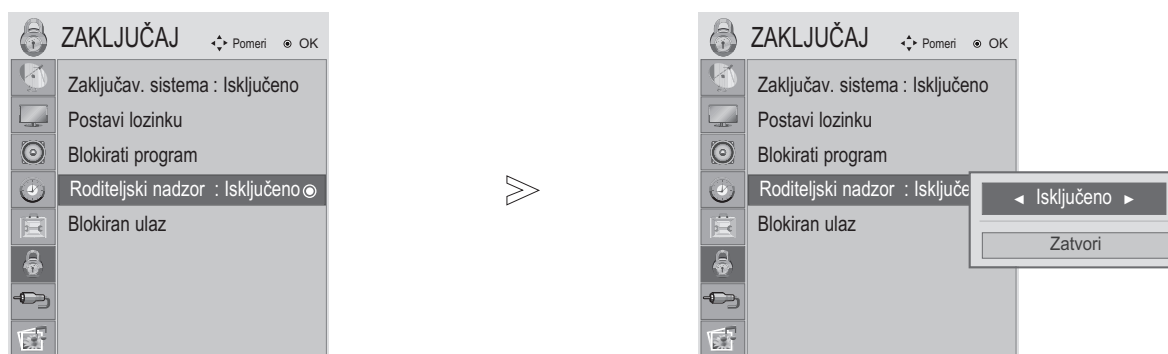 ZAKLJUČAJ Pomeri OK
Zaključav. sistema : Isključeno
Postavi lozinku
Blokirati program
Roditeljski nadzor : Isključeno
Blokiran ulaz
ZAKLJUČAJ Pomeri OK
Zaključav. sistema : Isključeno
Postavi lozinku
Blokirati program
Roditeljski nadzor : Isključe
Blokiran ulaz
◄ Isključeno ►
Zatvori